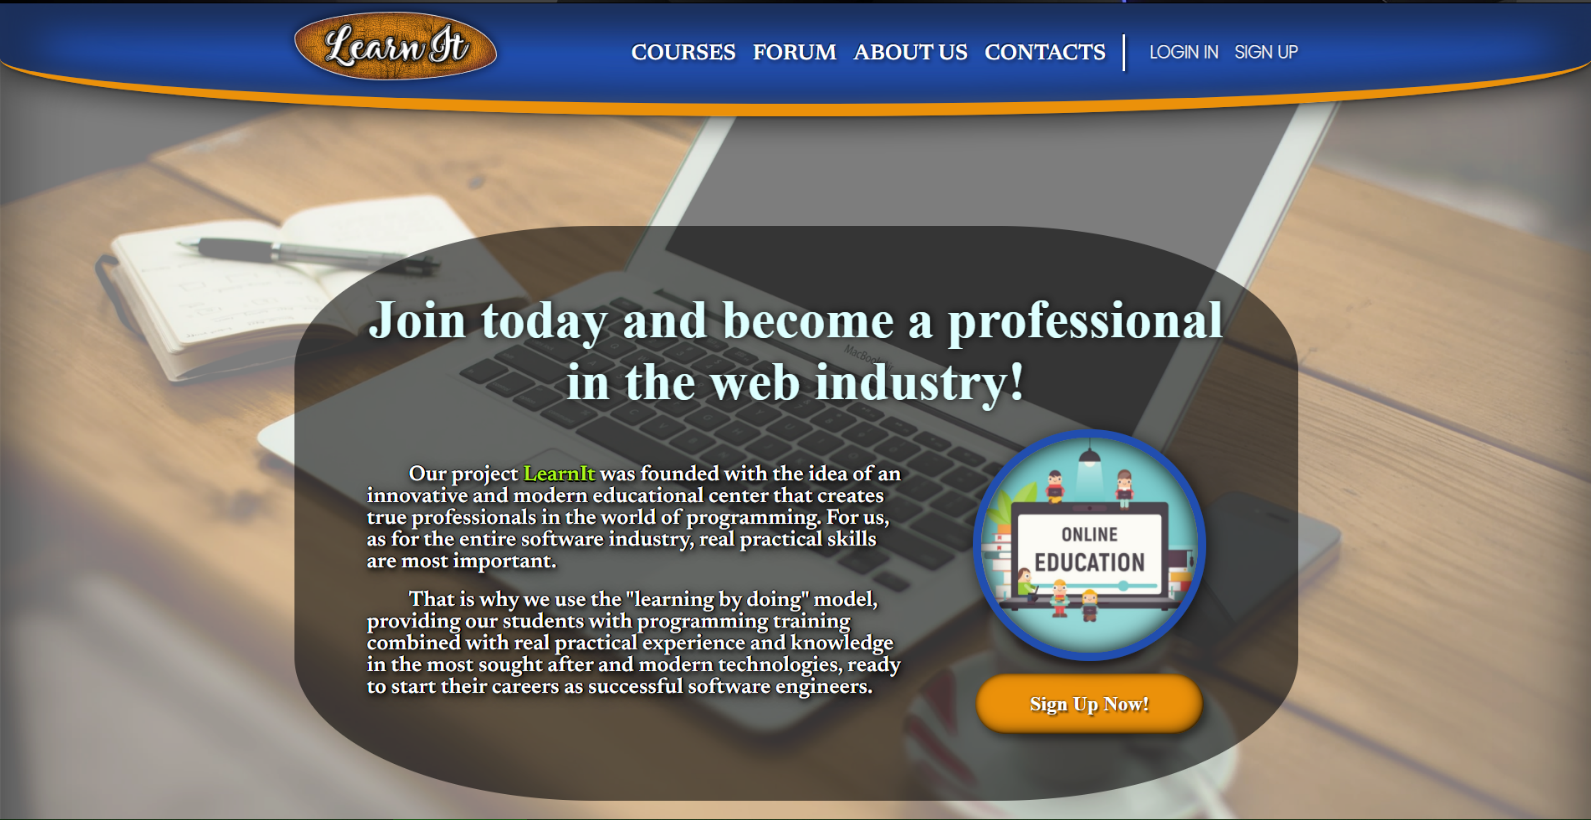 Learn It
COURSES FORUM ABOUT US CONTACTS LOGIN IN SIGN UP
Join today and become a professional
in the web industry!
MacBook
Our project LearnIt was founded with the idea of an
innovative and modern educational center that creates
true professionals in the world of programming. For us,
as for the entire software industry, real practical skills
are most important.
That is why we use the "learning by doing" model,
providing our students with programming training
combined with real practical experience and knowledge
in the most sought after and modern technologies, ready
to start their careers as successful software engineers.
ONLINE
EDUCATION
Sign Up Now!